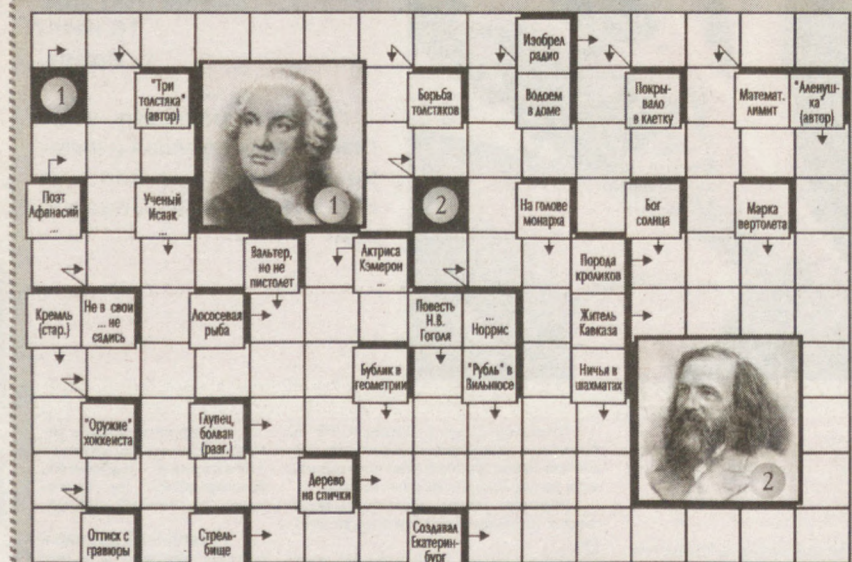 Изобрел
радио
1
"Три
толстяка"
(автор)
Борьба
толстяков
Водоем
в доме
Покры-
вало
в клетку
Математ.
лимит
"Аленуш-
ка"
(автор)
1
Поэт
Афанасий
...
Ученый
Исаак
...
2
На голове
монарха
Бог
солнца
Марка
вертолета
Вальтер,
но не
пистолет
Актриса
Кэмерон
...
Порода
кроликов
Кремль
(стар.)
Не в свои
... не
садись
Лососевая
рыба
Повесть
Н.В.
Гоголя
...
Норрис
Житель
Кавказа
Бублик в
геометрии
"Рубль" в
Вильнюсе
Ничья в
шахматах
"Оружие"
хоккеиста
Глупец,
болван
(разг.)
Дерево
на спички
2
Оттиск с
гравюры
Стрель-
бище
Создавал
Екатерин-
бург